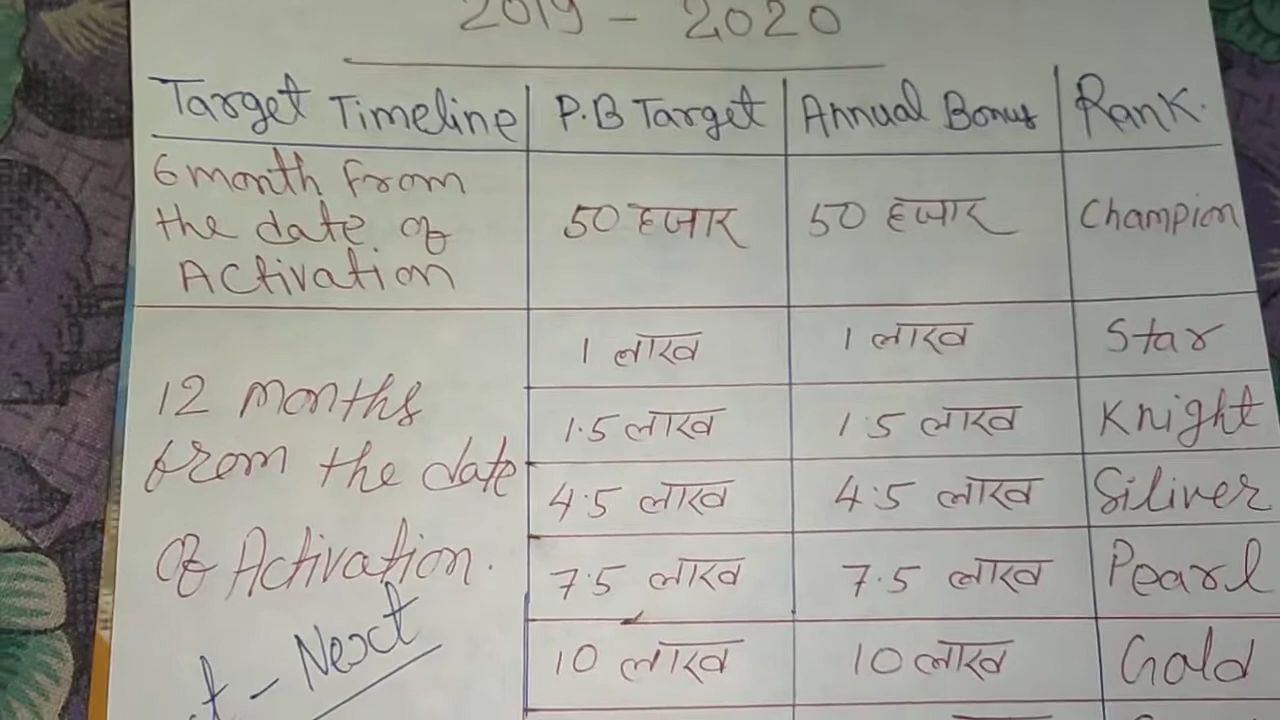 2019 - 2020
Target Timeline P.B Target Annual Bonus Rank.
6 month from
the date of
Activation
50 हजार 50 हजार Champion
1 लाख 1 लाख Star
12 months
from the date
of Activation.
1.5 लाख 1.5 लाख Knight
4.5 लाख 4.5 लाख Siliver
7.5 लाख 7.5 लाख Pearl
- Next
10 लाख 10 लाख Gold